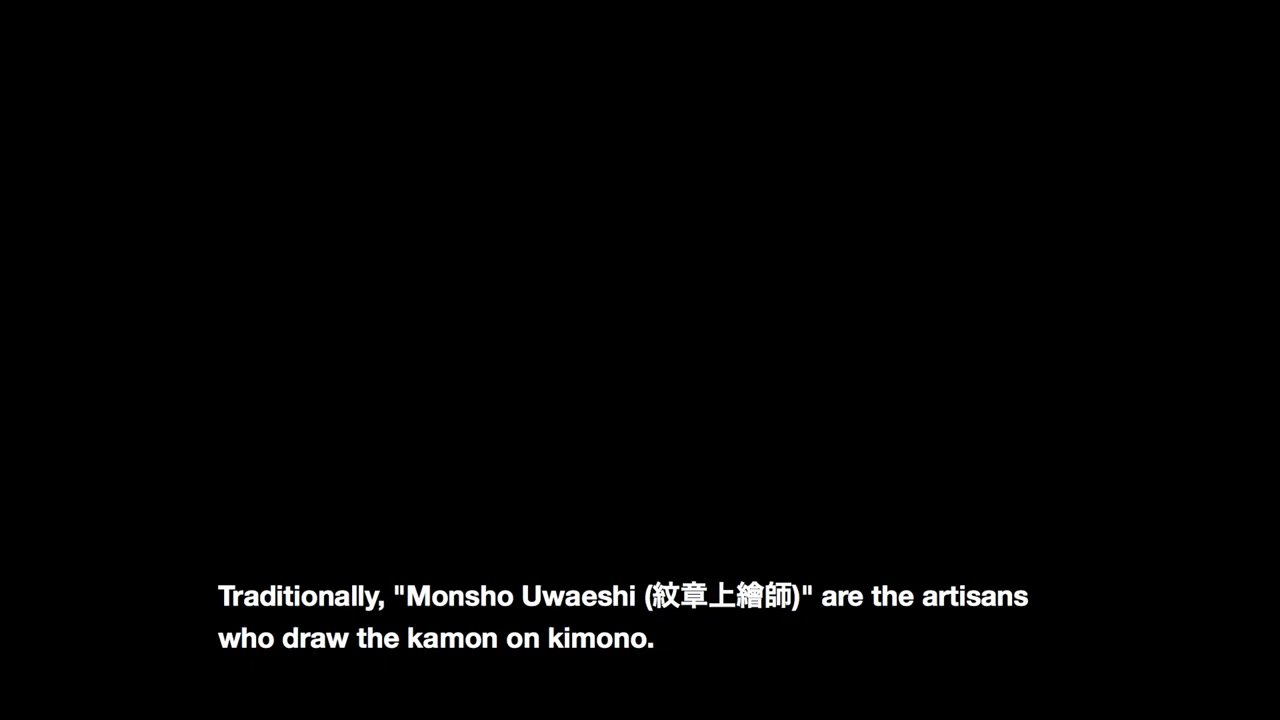 Traditionally, "Monsho Uwaeshi (紋章上繪師)" are the artisans
who draw the kamon on kimono.